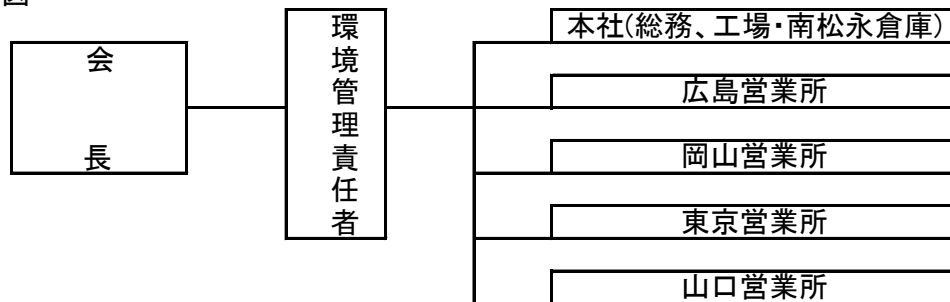 会
長
環境管理責任者
本社(総務、工場・南松永倉庫)
広島営業所
岡山営業所
東京営業所
山口営業所